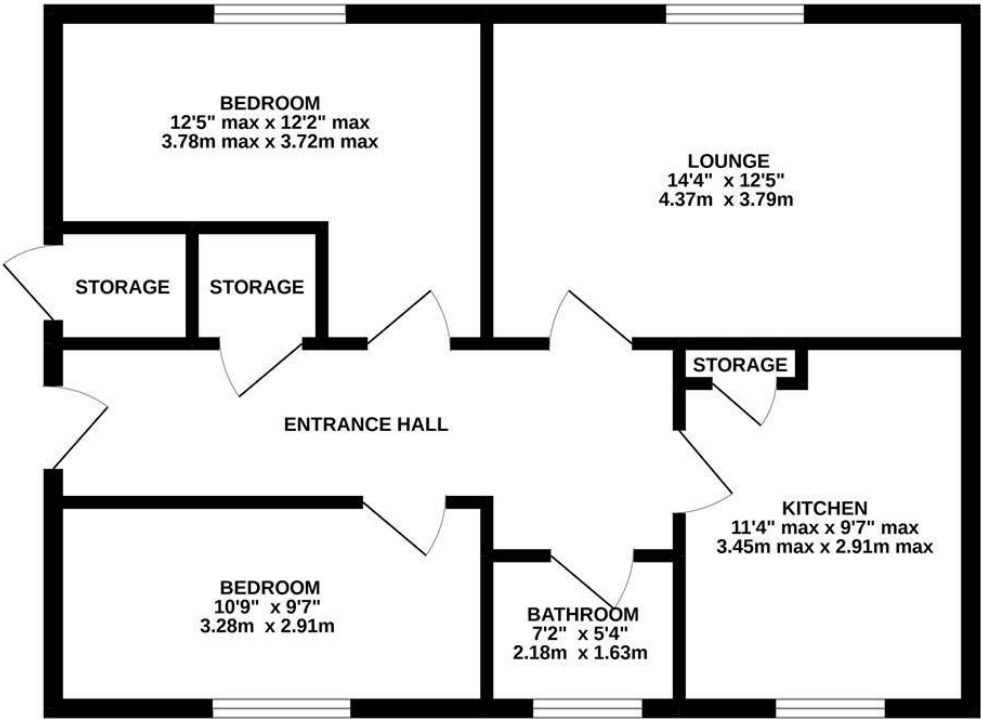 BEDROOM
12'5" max x 12'2" max
3.78m max x 3.72m max
LOUNGE
14'4" x 12'5"
4.37m x 3.79m
STORAGE
STORAGE
STORAGE
ENTRANCE HALL
KITCHEN
11'4" max x 9'7" max
3.45m max x 2.91m max
BEDROOM
10'9" x 9'7"
3.28m x 2.91m
BATHROOM
7'2" x 5'4"
2.18m x 1.63m